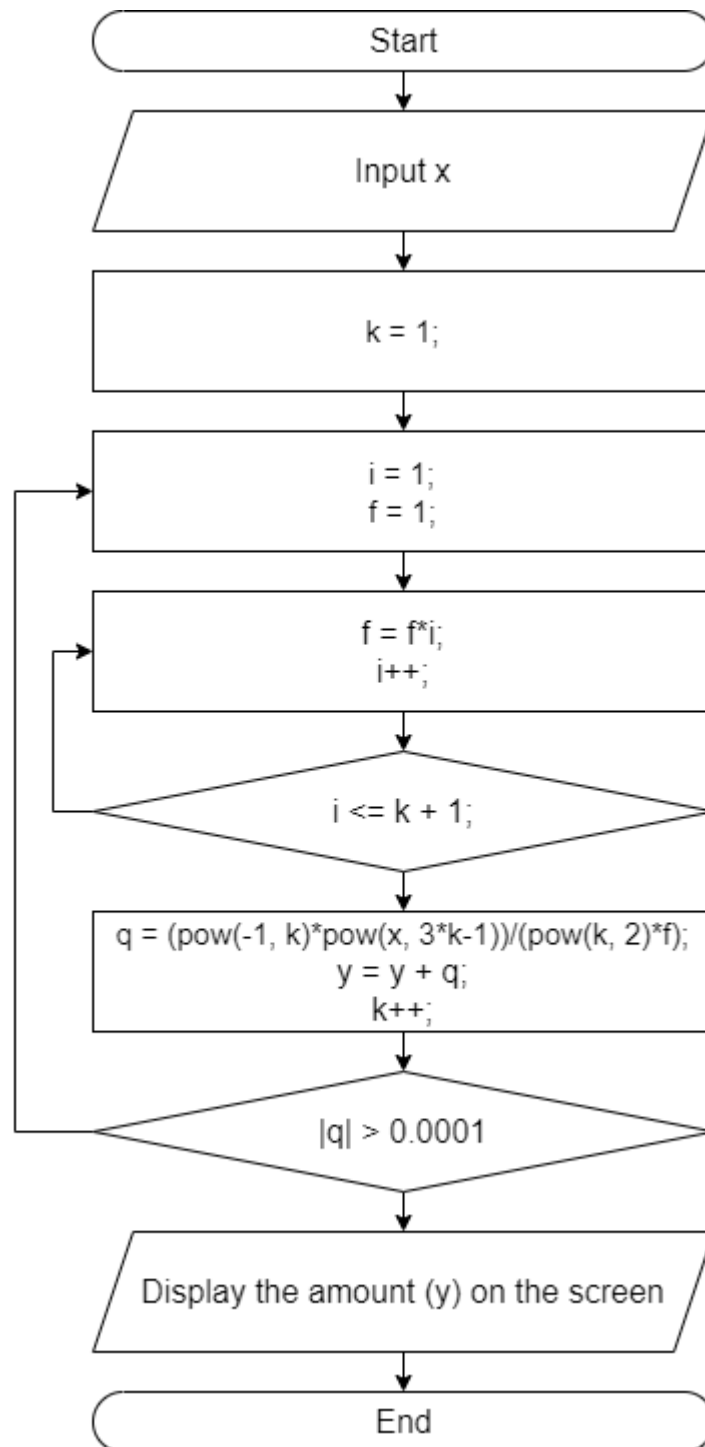 Start
Input x
k = 1;
i = 1;
f = 1;
f = f*i;
i++;
i <= k + 1;
q = (pow(-1, k)*pow(x, 3*k-1))/(pow(k, 2)*f);
y = y + q;
k++;
|q| > 0.0001
Display the amount (y) on the screen
End